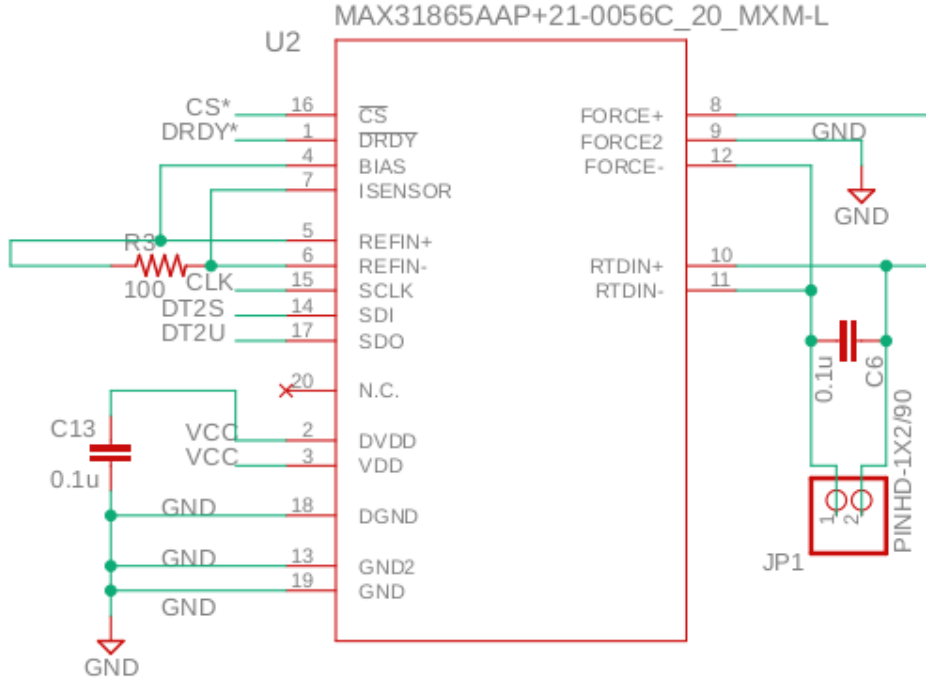 MAX31865AAP+21-0056C_20_MXM-L
U2
CS* 16 CS FORCE+ 8
DRDY* 1 DRDY FORCE2 9 GND
4 BIAS FORCE- 12
7 ISENSOR
GND
R3 5 REFIN+
6 REFIN- RTDIN+ 10
100 CLK 15 SCLK RTDIN- 11
DT2S 14 SDI
DT2U 17 SDO
0.1u C6
20 N.C.
C13 VCC 2 DVDD
0.1u VCC 3 VDD
PINHD-1X2/90
1 2
GND 18 DGND
JP1
GND 13 GND2
19 GND
GND
GND